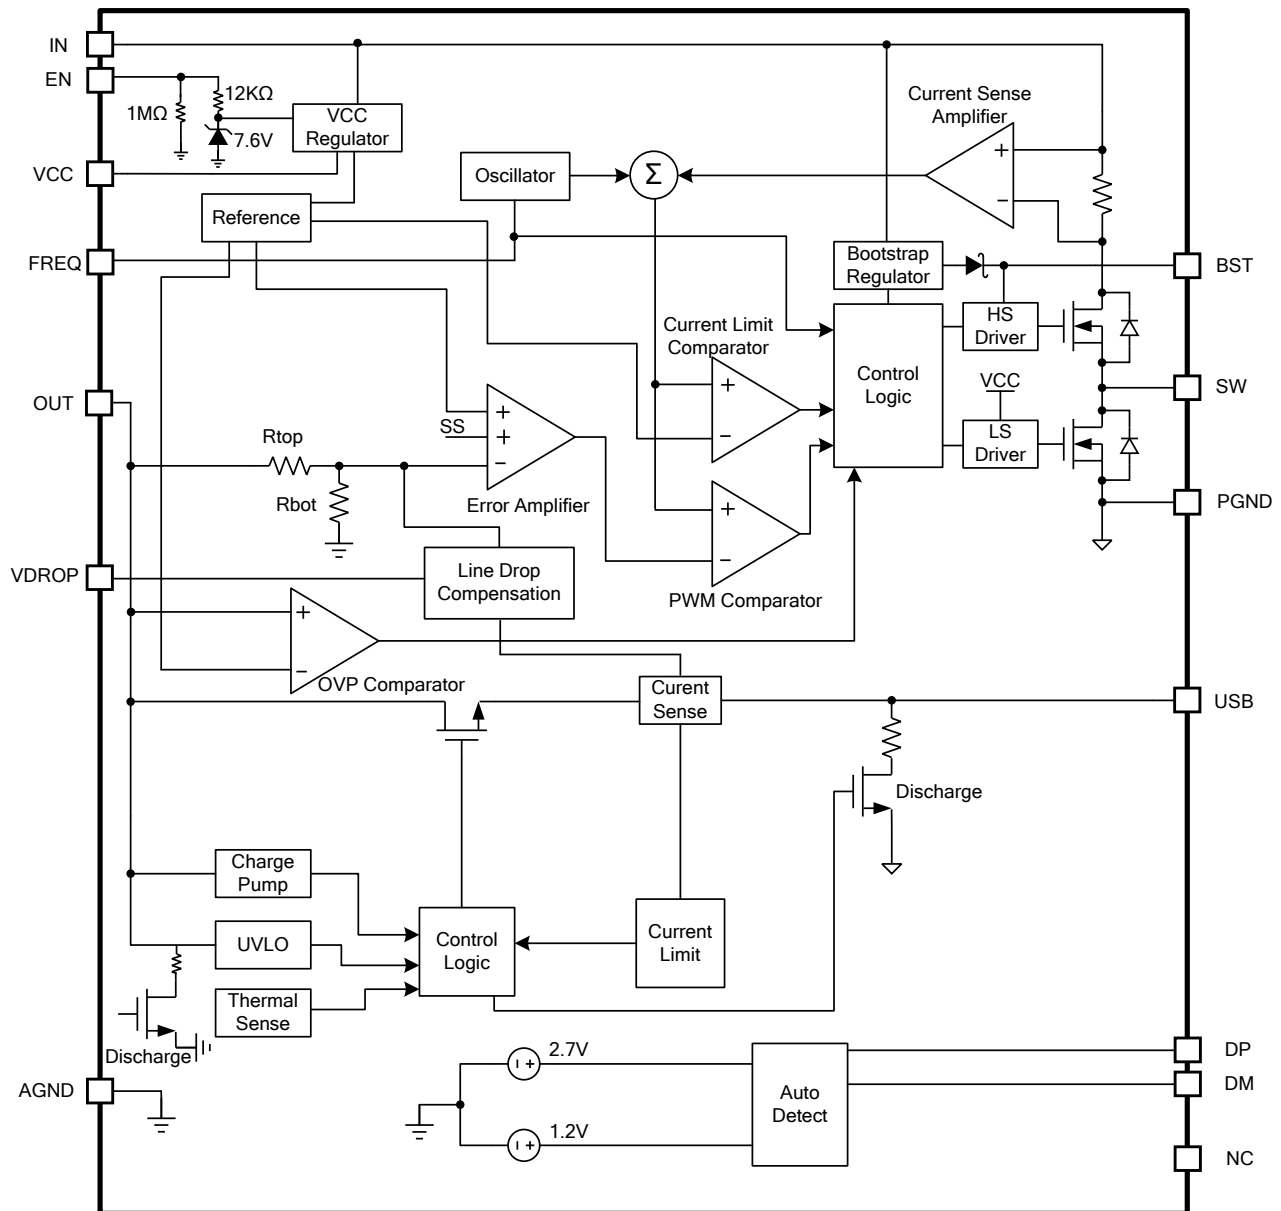 IN
EN
1MΩ
12KΩ
7.6V
VCC
Regulator
VCC
Reference
FREQ
Oscillator
Σ
Current Sense
Amplifier
+
−
Bootstrap
Regulator
BST
HS
Driver
Control
Logic
VCC
LS
Driver
SW
PGND
Current Limit
Comparator
+
−
OUT
Rtop
Rbot
SS
+
+
−
Error Amplifier
+
−
PWM Comparator
VDROP
Line Drop
Compensation
+
−
OVP Comparator
Curent
Sense
USB
Discharge
Charge
Pump
UVLO
Thermal
Sense
Control
Logic
Current
Limit
Discharge
AGND
2.7V
1.2V
Auto
Detect
DP
DM
NC